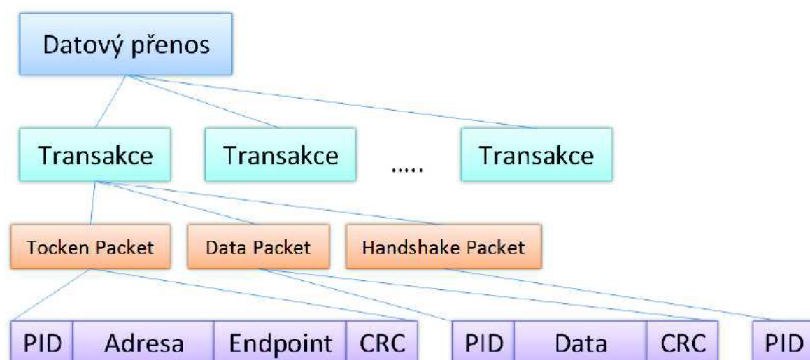 Datový přenos
Transakce Transakce ..... Transakce
Tocken Packet Data Packet Handshake Packet
PID Adresa Endpoint CRC PID Data CRC PID